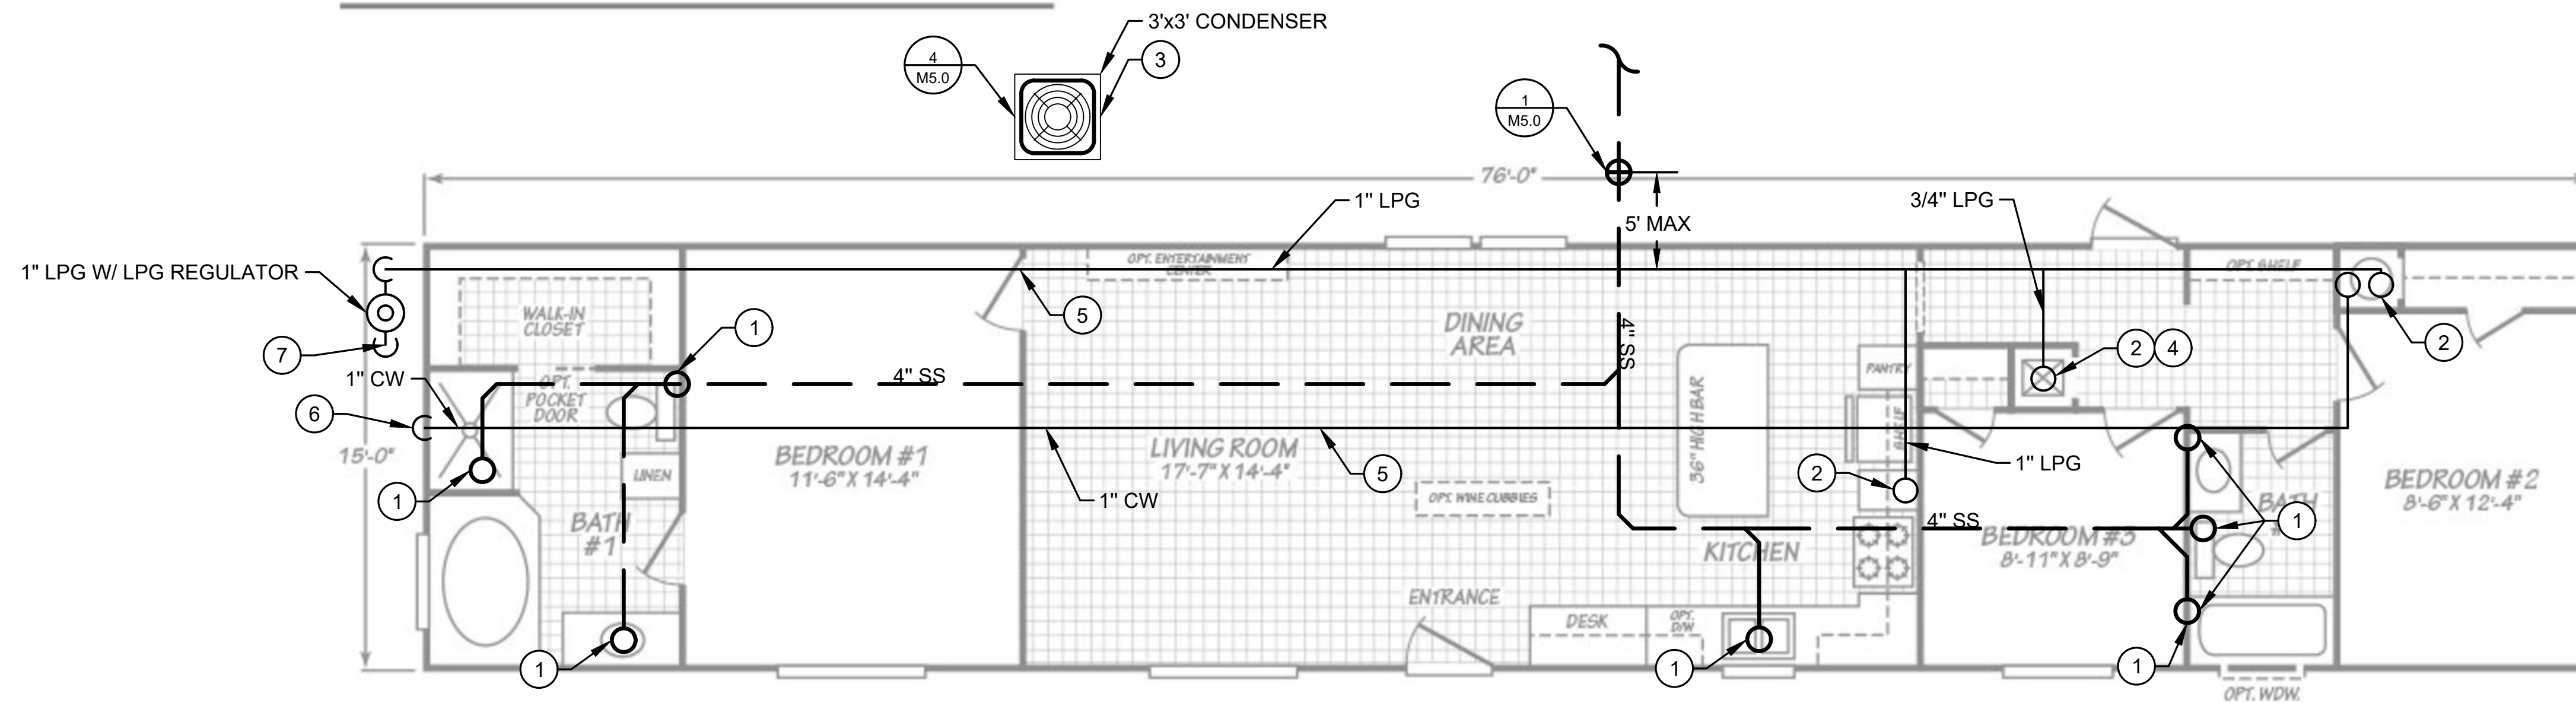 3'x3' CONDENSER
4
M5.0
3
1
M5.0
76'-0"
1" LPG
3/4" LPG
5' MAX
1" LPG W/ LPG REGULATOR
OPT. ENTERTAINMENT
CENTER
OPT. SHELF
WALK-IN
CLOSET
1
5
DINING
AREA
4" SS
2
4
2
7
1" CW
OPT.
POCKET
DOOR
4" SS
36" HIGH BAR
PANTRY
SHELF
6
15'-0"
BEDROOM #1
11'-6" X 14'-4"
LIVING ROOM
17'-7" X 14'-4"
5
2
1" LPG
LINEN
1
1" CW
OPT. WINE CUBBIES
BEDROOM #2
8'-6" X 12'-4"
BATH
#1
4" SS
BATH
1
KITCHEN
BEDROOM #3
8'-11" X 8'-9"
ENTRANCE
DESK
OPT.
D/W
1
1
1
OPT. WDW.